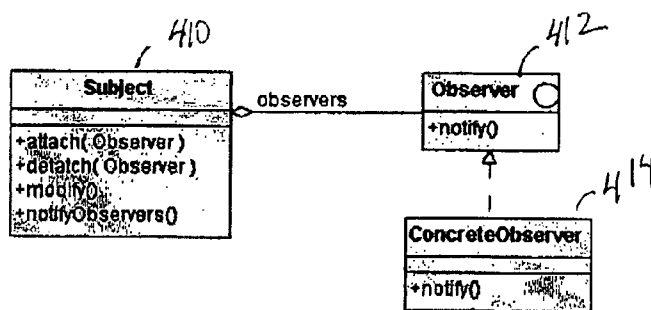 410
412
Subject
Observer
observers
+attach( Observer )
+detatch( Observer )
+modify()
+notifyObservers()
+notify()
414
ConcreteObserver
+notify()